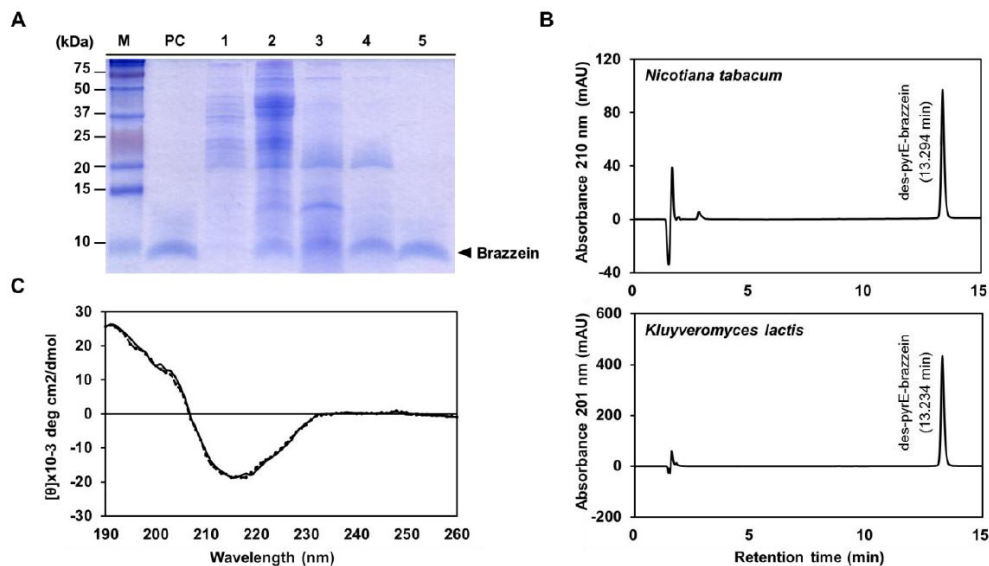 A
(kDa) M PC 1 2 3 4 5
75
50
37
25
20
15
10
Brazzein
B
120
80
40
0
-40
Absorbance 210 nm (mAU)
Nicotiana tabacum
des-pyrE-brazzein
(13.294 min)
0 5 10 15
600
400
200
0
-200
Absorbance 201 nm (mAU)
Kluyveromyces lactis
des-pyrE-brazzein
(13.234 min)
0 5 10 15
Retention time (min)
C
30
20
10
0
-10
-20
-30
[θ]x10-3 deg cm2/dmol
190 200 210 220 230 240 250 260
Wavelength (nm)